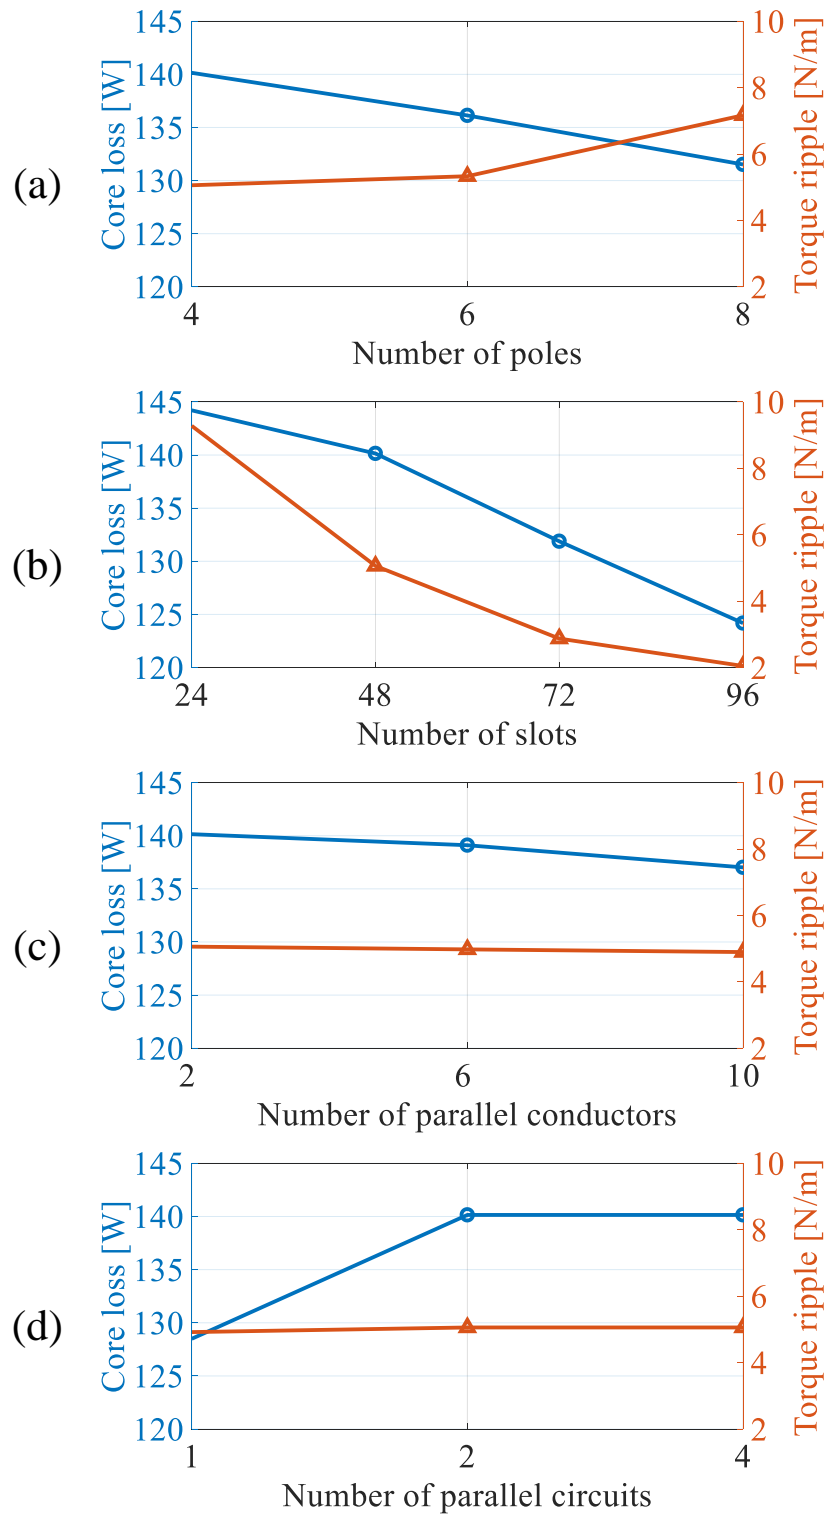 (a)
Core loss [W]
145
140
135
130
125
120
10
8
6
4
2
Torque ripple [N/m]
4 6 8
Number of poles
(b)
Core loss [W]
145
140
135
130
125
120
10
8
6
4
2
Torque ripple [N/m]
24 48 72 96
Number of slots
(c)
Core loss [W]
145
140
135
130
125
120
10
8
6
4
2
Torque ripple [N/m]
2 6 10
Number of parallel conductors
(d)
Core loss [W]
145
140
135
130
125
120
10
8
6
4
2
Torque ripple [N/m]
1 2 4
Number of parallel circuits